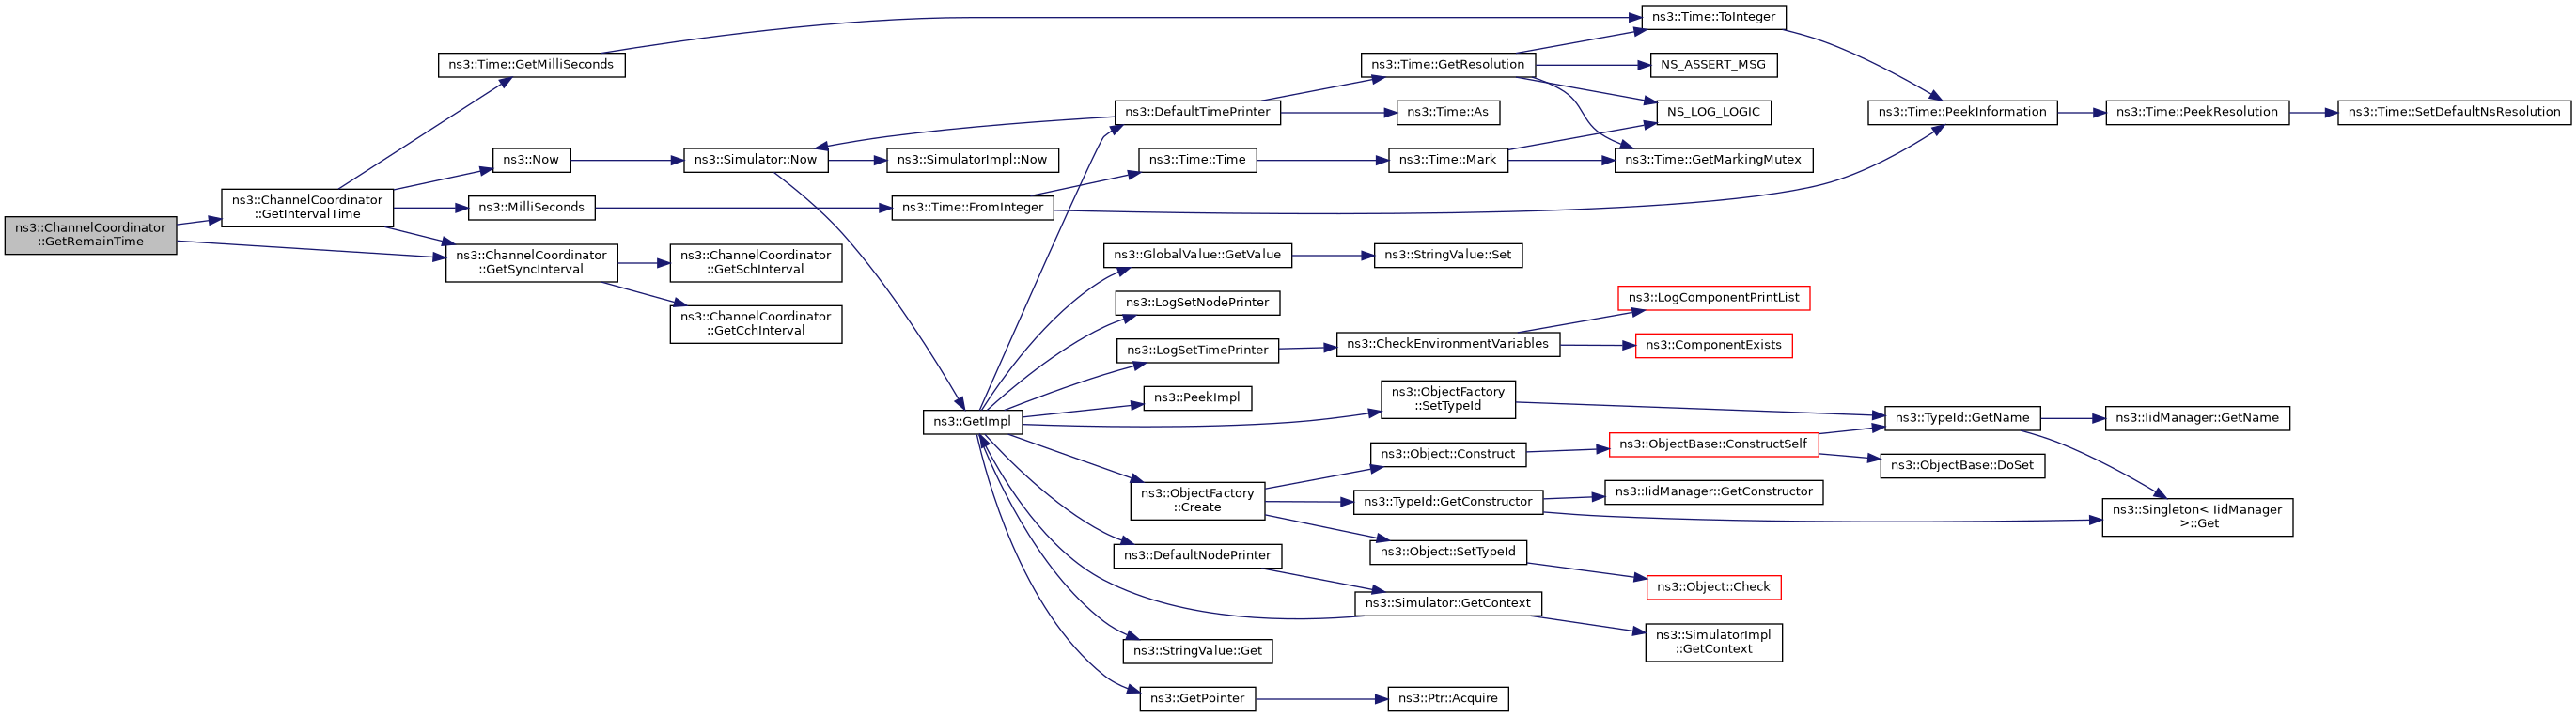 ns3::ChannelCoordinator
::GetRemainTime
ns3::ChannelCoordinator
::GetIntervalTime
ns3::Time::GetMilliSeconds
ns3::Now
ns3::MilliSeconds
ns3::ChannelCoordinator
::GetSyncInterval
ns3::Simulator::Now
ns3::ChannelCoordinator
::GetSchInterval
ns3::ChannelCoordinator
::GetCchInterval
ns3::SimulatorImpl::Now
ns3::Time::FromInteger
ns3::GetImpl
ns3::DefaultTimePrinter
ns3::Time::Time
ns3::GlobalValue::GetValue
ns3::LogSetNodePrinter
ns3::LogSetTimePrinter
ns3::PeekImpl
ns3::ObjectFactory
::Create
ns3::DefaultNodePrinter
ns3::StringValue::Get
ns3::GetPointer
ns3::Time::GetResolution
ns3::Time::As
ns3::Time::Mark
ns3::StringValue::Set
ns3::CheckEnvironmentVariables
ns3::ObjectFactory
::SetTypeId
ns3::Object::Construct
ns3::TypeId::GetConstructor
ns3::Object::SetTypeId
ns3::Simulator::GetContext
ns3::Ptr::Acquire
ns3::Time::ToInteger
NS_ASSERT_MSG
NS_LOG_LOGIC
ns3::Time::GetMarkingMutex
ns3::LogComponentPrintList
ns3::ComponentExists
ns3::ObjectBase::ConstructSelf
ns3::IidManager::GetConstructor
ns3::Object::Check
ns3::SimulatorImpl
::GetContext
ns3::Time::PeekInformation
ns3::TypeId::GetName
ns3::ObjectBase::DoSet
ns3::Time::PeekResolution
ns3::IidManager::GetName
ns3::Singleton< IidManager
>::Get
ns3::Time::SetDefaultNsResolution